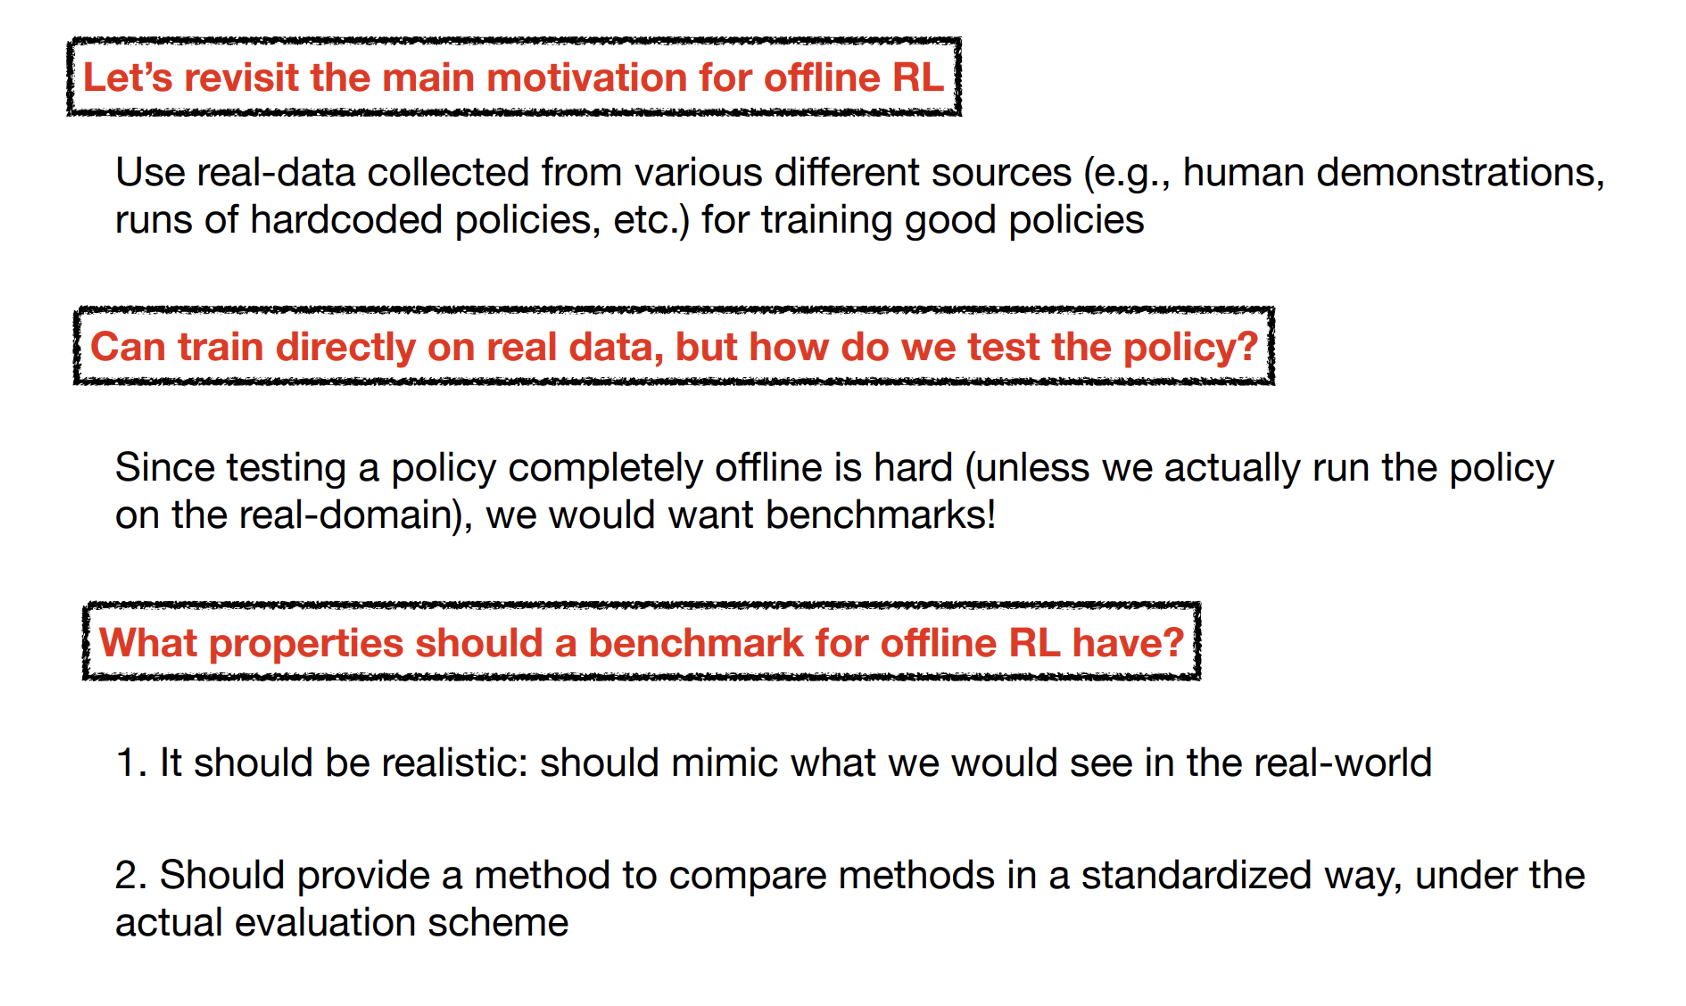 Let’s revisit the main motivation for offline RL
Use real-data collected from various different sources (e.g., human demonstrations,
runs of hardcoded policies, etc.) for training good policies
Can train directly on real data, but how do we test the policy?
Since testing a policy completely offline is hard (unless we actually run the policy
on the real-domain), we would want benchmarks!
What properties should a benchmark for offline RL have?
1. It should be realistic: should mimic what we would see in the real-world
2. Should provide a method to compare methods in a standardized way, under the
actual evaluation scheme